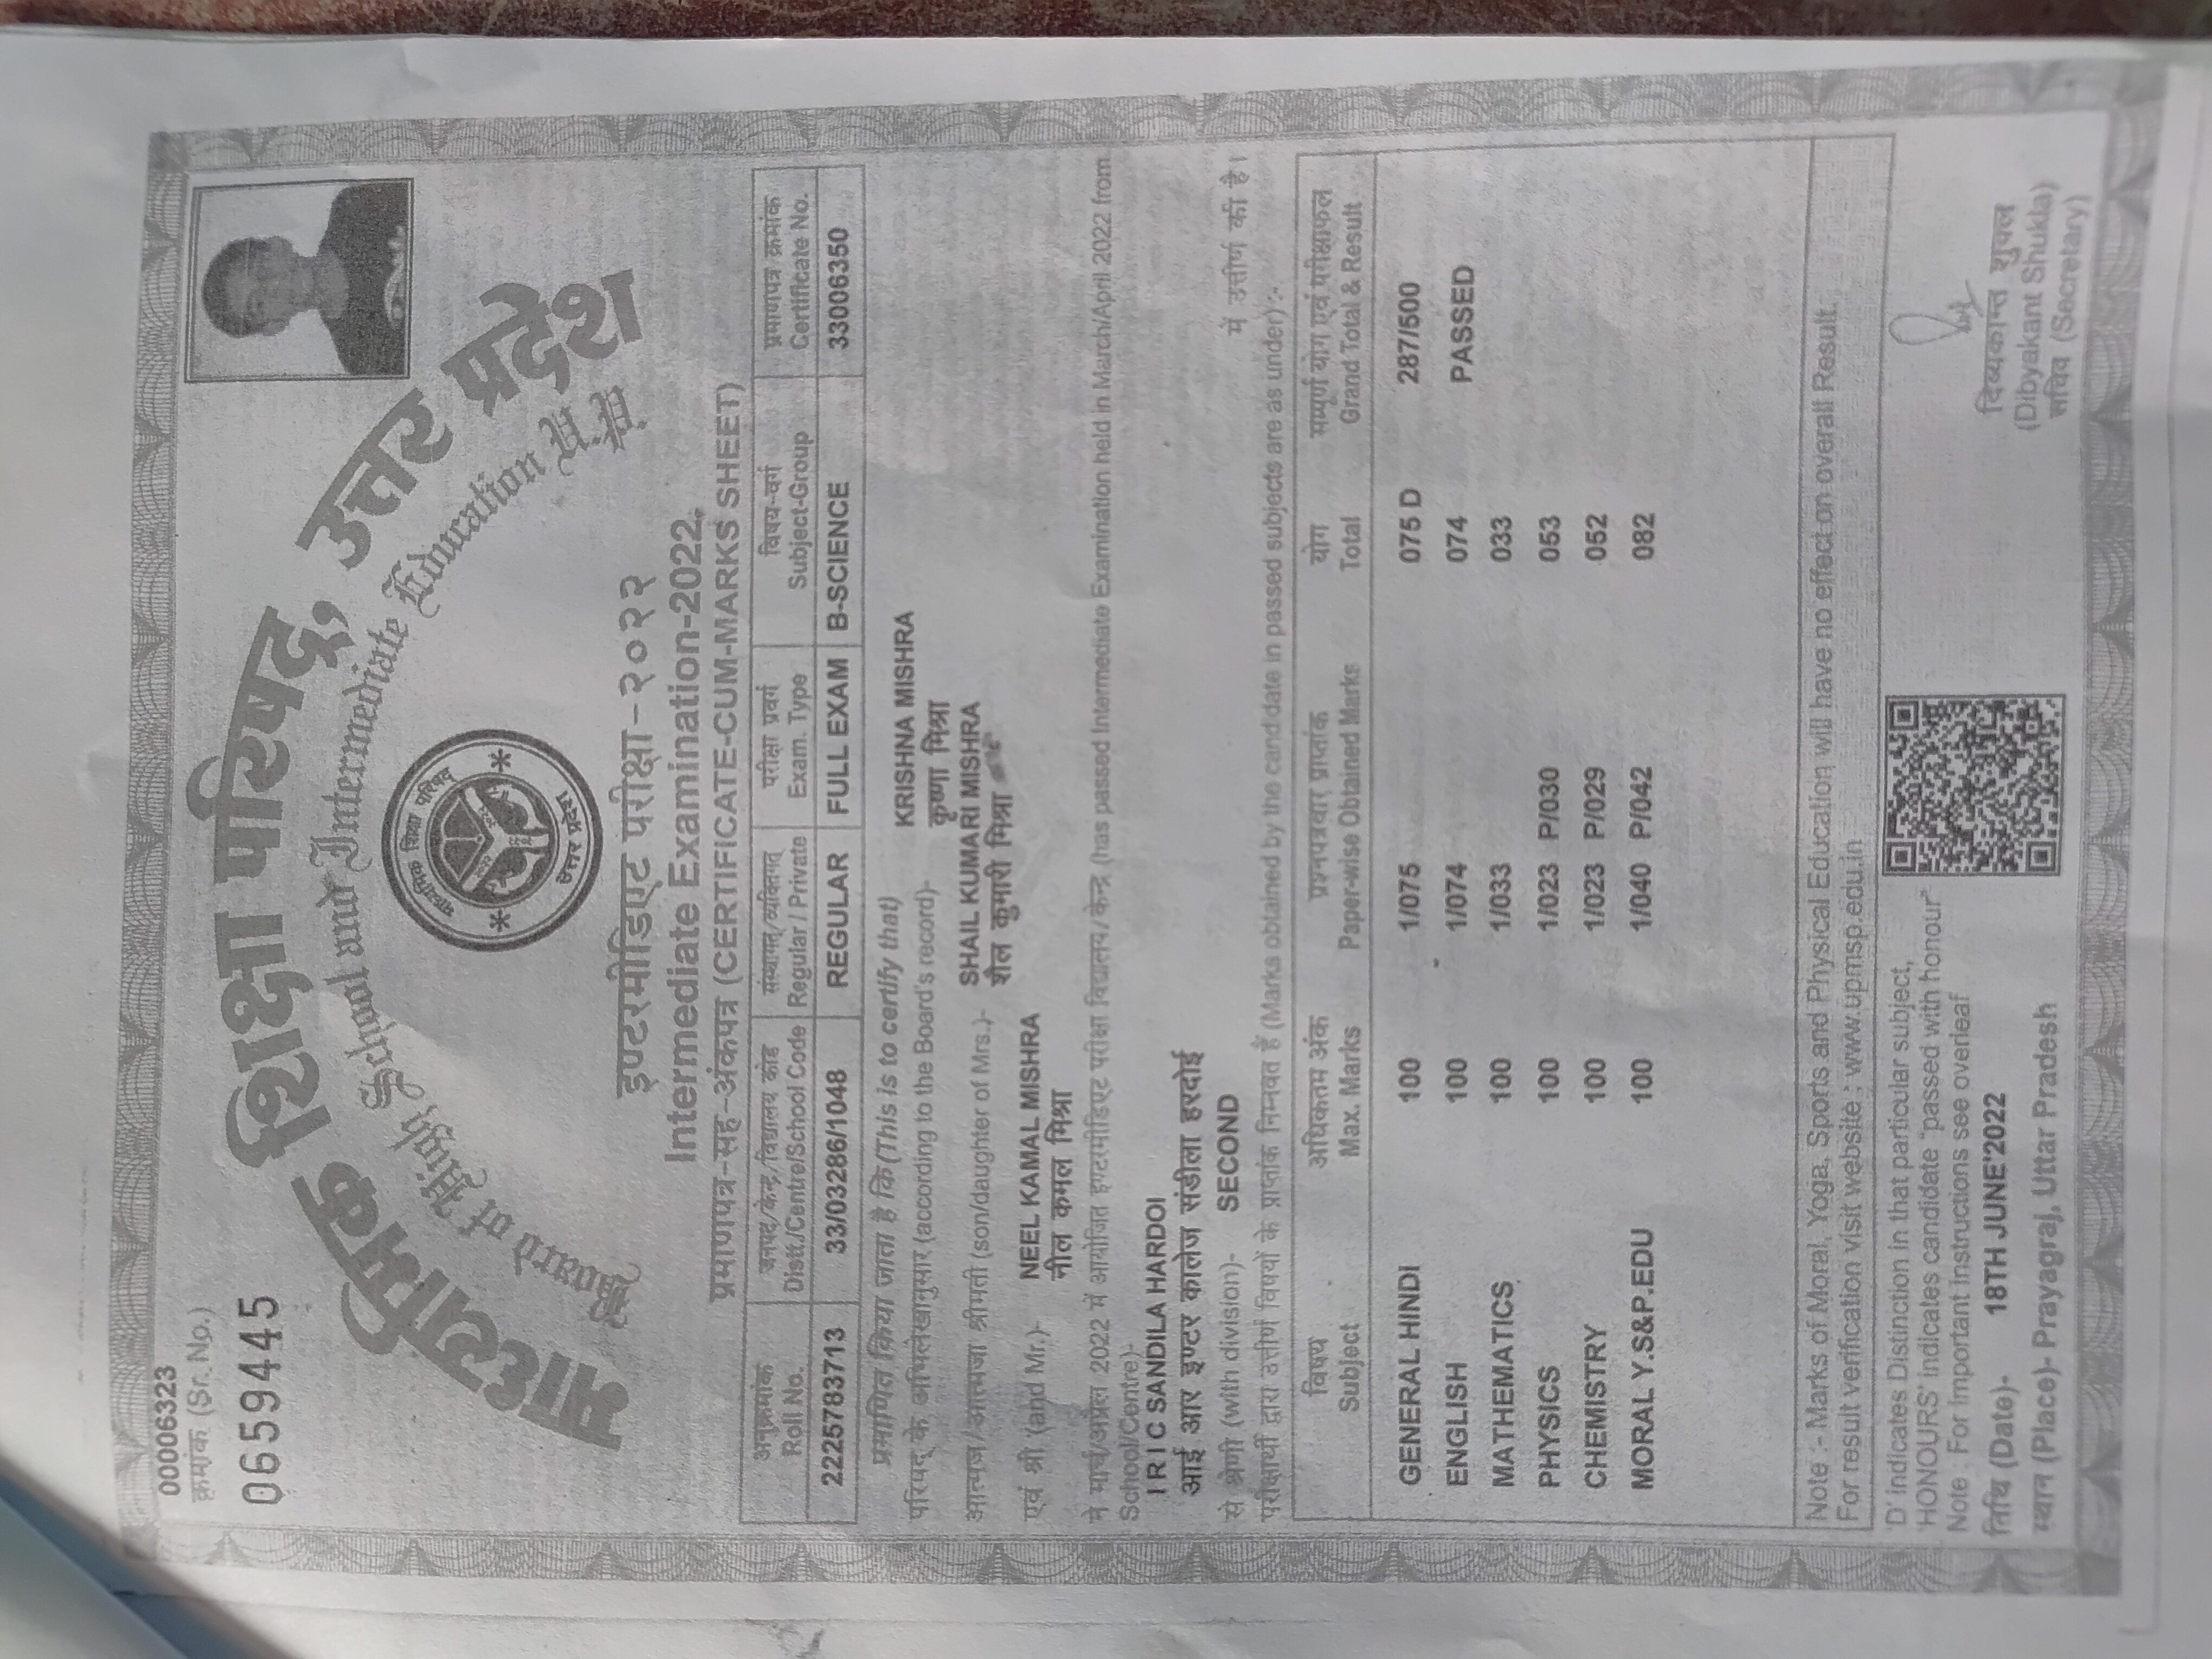 00006323
क्रमांक (Sr. No.)
0659445
माध्यमिक शिक्षा परिषद, उत्तर प्रदेश
Board of High School and Intermediate Education U.P.
माध्यमिक शिक्षा परिषद्
उत्तर प्रदेश
इण्टरमीडिएट परीक्षा-२०२२
Intermediate Examination-2022
प्रमाणपत्र-सह-अंकपत्र (CERTIFICATE-CUM-MARKS SHEET)
अनुक्रमांक जनपद/केन्द्र/विद्यालय कोड संस्थागत/व्यक्तिगत परीक्षा प्रवर्ग विषय-वर्ग प्रमाणपत्र क्रमांक
Roll No. Distt./Centre/School Code Regular / Private Exam. Type Subject-Group Certificate No.
2225783713 33/03286/1048 REGULAR FULL EXAM B-SCIENCE 33006350
प्रमाणित किया जाता है कि (This is to certify that) KRISHNA MISHRA
परिषद् के अभिलेखानुसार (according to the Board's record)- कृष्णा मिश्रा
आत्मज/आत्मजा श्रीमती (son/daughter of Mrs.)- SHAIL KUMARI MISHRA
शैल कुमारी मिश्रा
एवं श्री (and Mr.)- NEEL KAMAL MISHRA
नील कमल मिश्रा
ने मार्च/अप्रैल 2022 में आयोजित इण्टरमीडिएट परीक्षा विद्यालय/केन्द्र (has passed Intermediate Examination held in March/April 2022 from
School/Centre)-
I R I C SANDILA HARDOI
आई आर इण्टर कालेज संडीला हरदोई
से श्रेणी (with division)- SECOND में उत्तीर्ण की है।
परीक्षार्थी द्वारा उत्तीर्ण विषयों के प्राप्तांक निम्नवत हैं (Marks obtained by the candidate in passed subjects are as under):-
विषय अधिकतम अंक प्रश्नपत्रवार प्राप्तांक योग सम्पूर्ण योग एवं परीक्षाफल
Subject Max. Marks Paper-wise Obtained Marks Total Grand Total & Result
GENERAL HINDI 100 1/075 075 D 287/500
ENGLISH 100 1/074 074 PASSED
MATHEMATICS 100 1/033 033
PHYSICS 100 1/023 P/030 053
CHEMISTRY 100 1/023 P/029 052
MORAL Y.S&P.EDU 100 1/040 P/042 082
Note - Marks of Moral, Yoga, Sports and Physical Education will have no effect on overall Result.
For result verification visit website : www.upmsp.edu.in
'D' indicates Distinction in that particular subject,
'HONOURS' indicates candidate "passed with honour"
Note : For important instructions see overleaf
तिथि (Date)- 18TH JUNE'2022
स्थान (Place)- Prayagraj, Uttar Pradesh
दिव्यकान्त शुक्ल
(Dibyakant Shukla)
सचिव (Secretary)